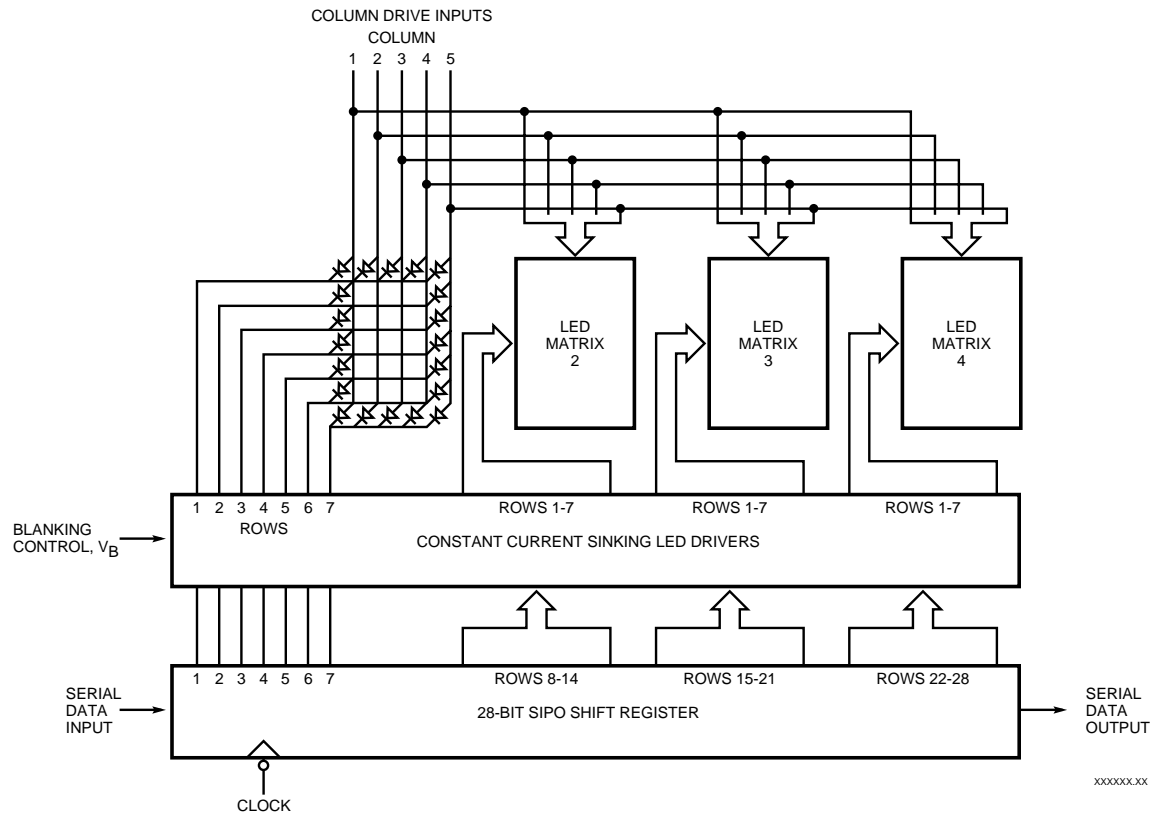 COLUMN DRIVE INPUTS
COLUMN
1 2 3 4 5
LED
MATRIX
2
LED
MATRIX
3
LED
MATRIX
4
1 2 3 4 5 6 7
ROWS
ROWS 1-7
ROWS 1-7
ROWS 1-7
BLANKING
CONTROL, VB
CONSTANT CURRENT SINKING LED DRIVERS
1 2 3 4 5 6 7
ROWS 8-14
ROWS 15-21
ROWS 22-28
SERIAL
DATA
INPUT
28-BIT SIPO SHIFT REGISTER
SERIAL
DATA
OUTPUT
CLOCK
xxxxxx.xx